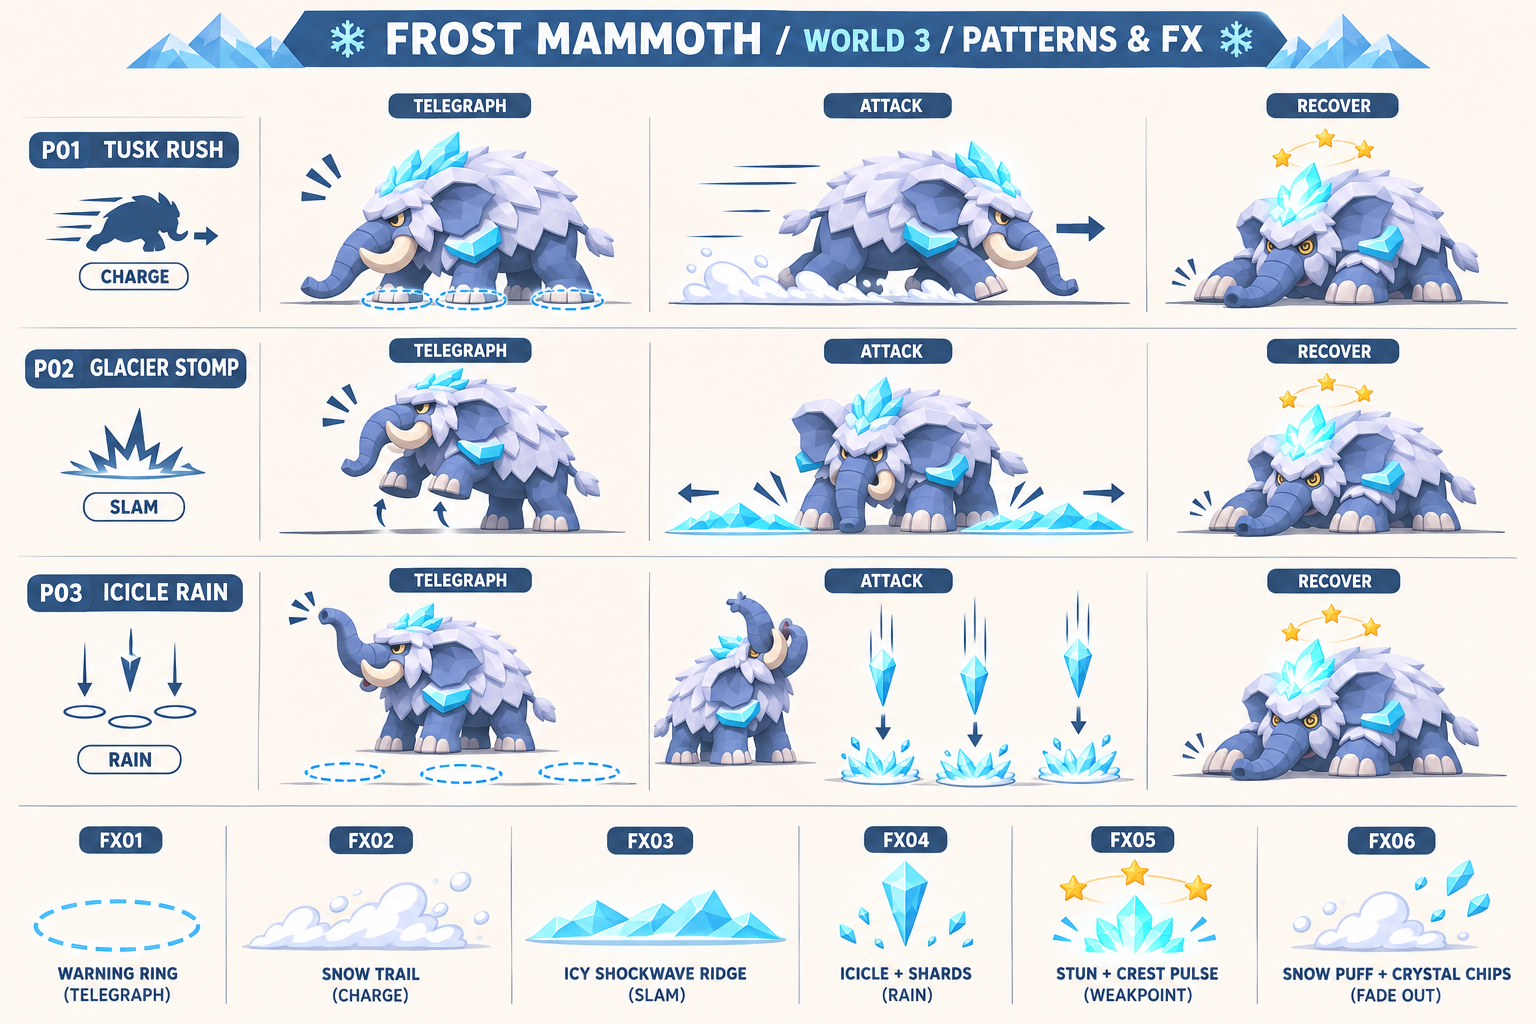 FROST MAMMOTH / WORLD 3 / PATTERNS & FX
TELEGRAPH
ATTACK
RECOVER
P01 TUSK RUSH
CHARGE
TELEGRAPH
ATTACK
RECOVER
P02 GLACIER STOMP
SLAM
TELEGRAPH
ATTACK
RECOVER
P03 ICICLE RAIN
RAIN
FX01
WARNING RING
(TELEGRAPH)
FX02
SNOW TRAIL
(CHARGE)
FX03
ICY SHOCKWAVE RIDGE
(SLAM)
FX04
ICICLE + SHARDS
(RAIN)
FX05
STUN + CREST PULSE
(WEAKPOINT)
FX06
SNOW PUFF + CRYSTAL CHIPS
(FADE OUT)